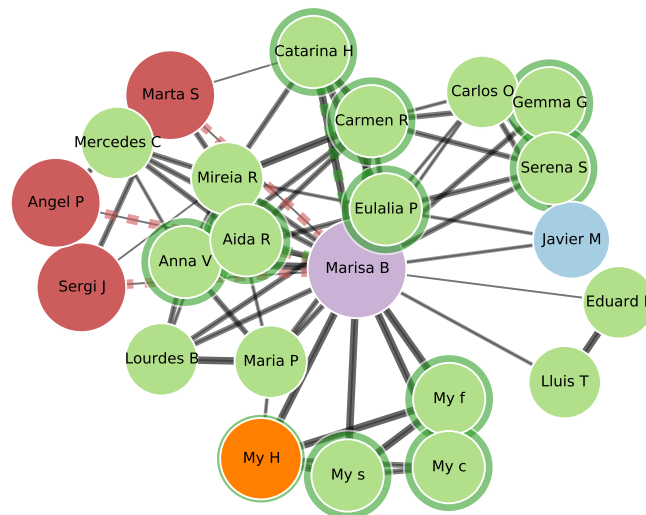 Catarina H
Marta S
Carlos O
Gemma G
Carmen R
Mercedes C
Serena S
Mireia R
Angel P
Eulalia P
Aida R
Javier M
Anna V
Marisa B
Sergi J
Eduard
Lourdes B
Maria P
Lluis T
My f
My H
My c
My s